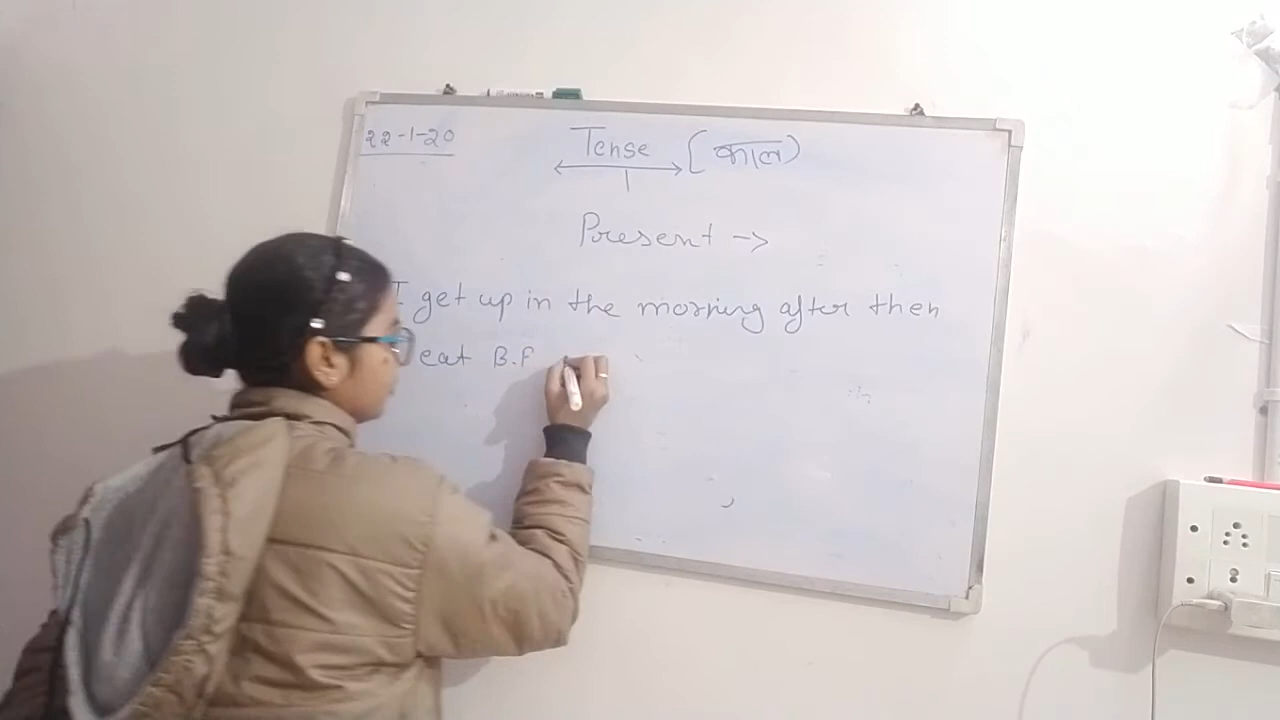 22-1-20
Tense (काल)
Present →
I get up in the morning after then
eat B.F